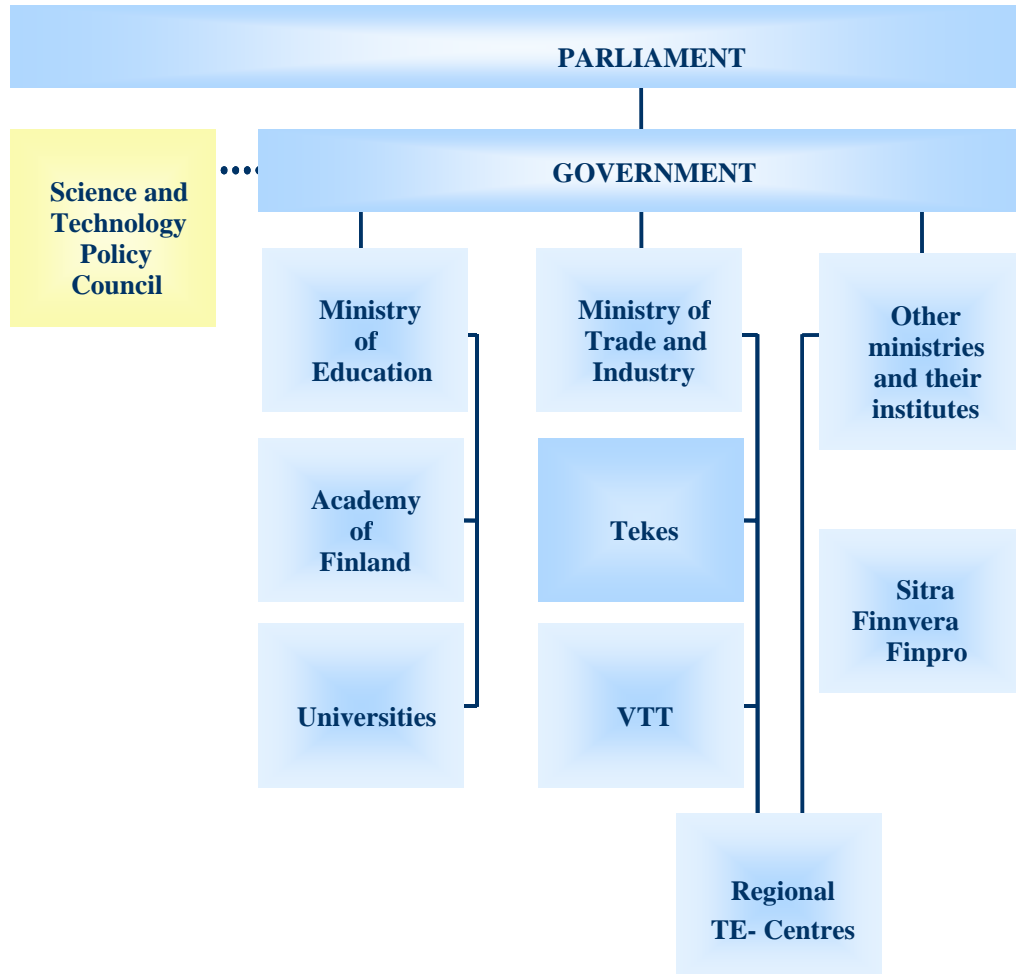 PARLIAMENT
Science and
Technology
Policy
Council
GOVERNMENT
Ministry
of
Education
Ministry of
Trade and
Industry
Other
ministries
and their
institutes
Academy
of
Finland
Tekes
Sitra
Finnvera
Finpro
Universities
VTT
Regional
TE- Centres